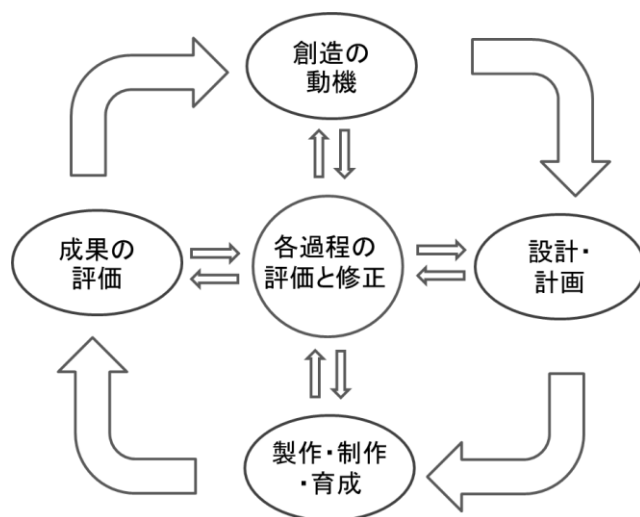 創造の
動機
成果の
評価
各過程の
評価と修正
設計・
計画
製作・制作
・育成